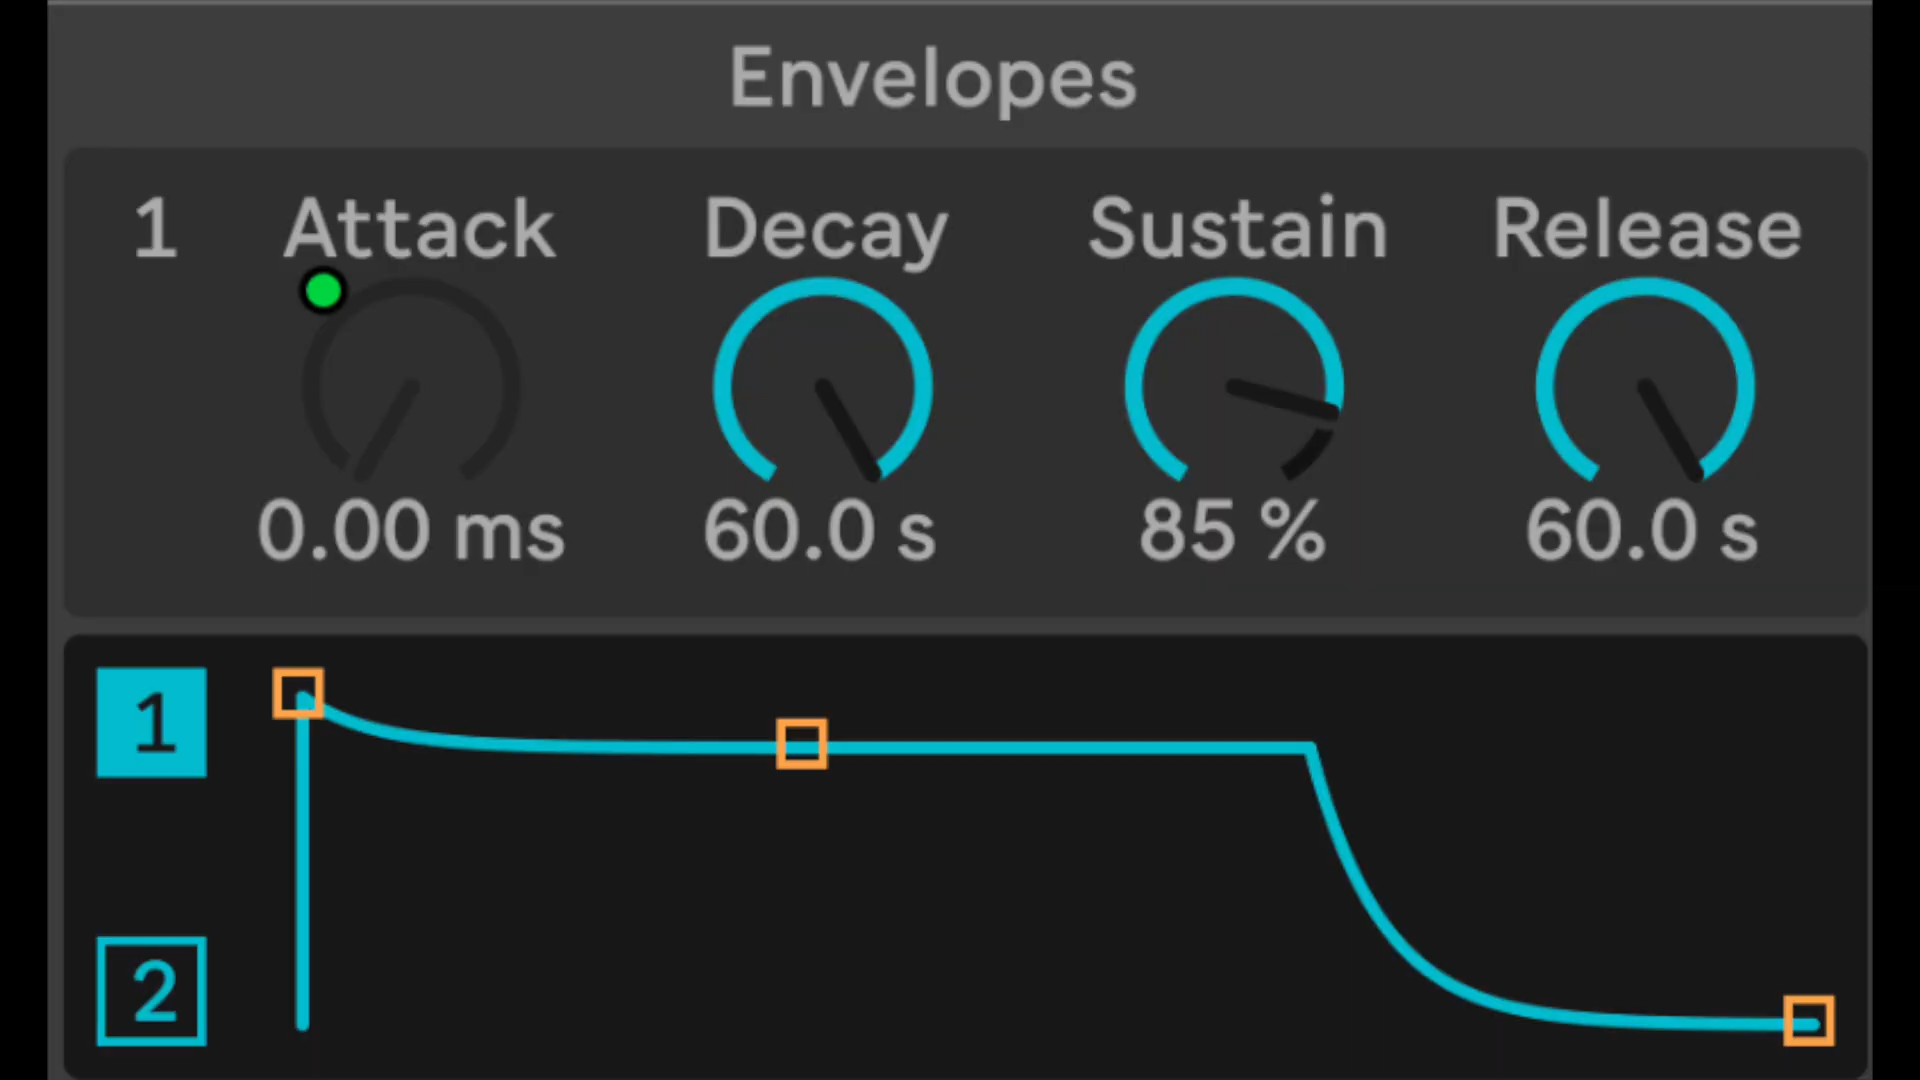 Envelopes
1 Attack Decay Sustain Release
0.00 ms 60.0 s 85 % 60.0 s
1
2